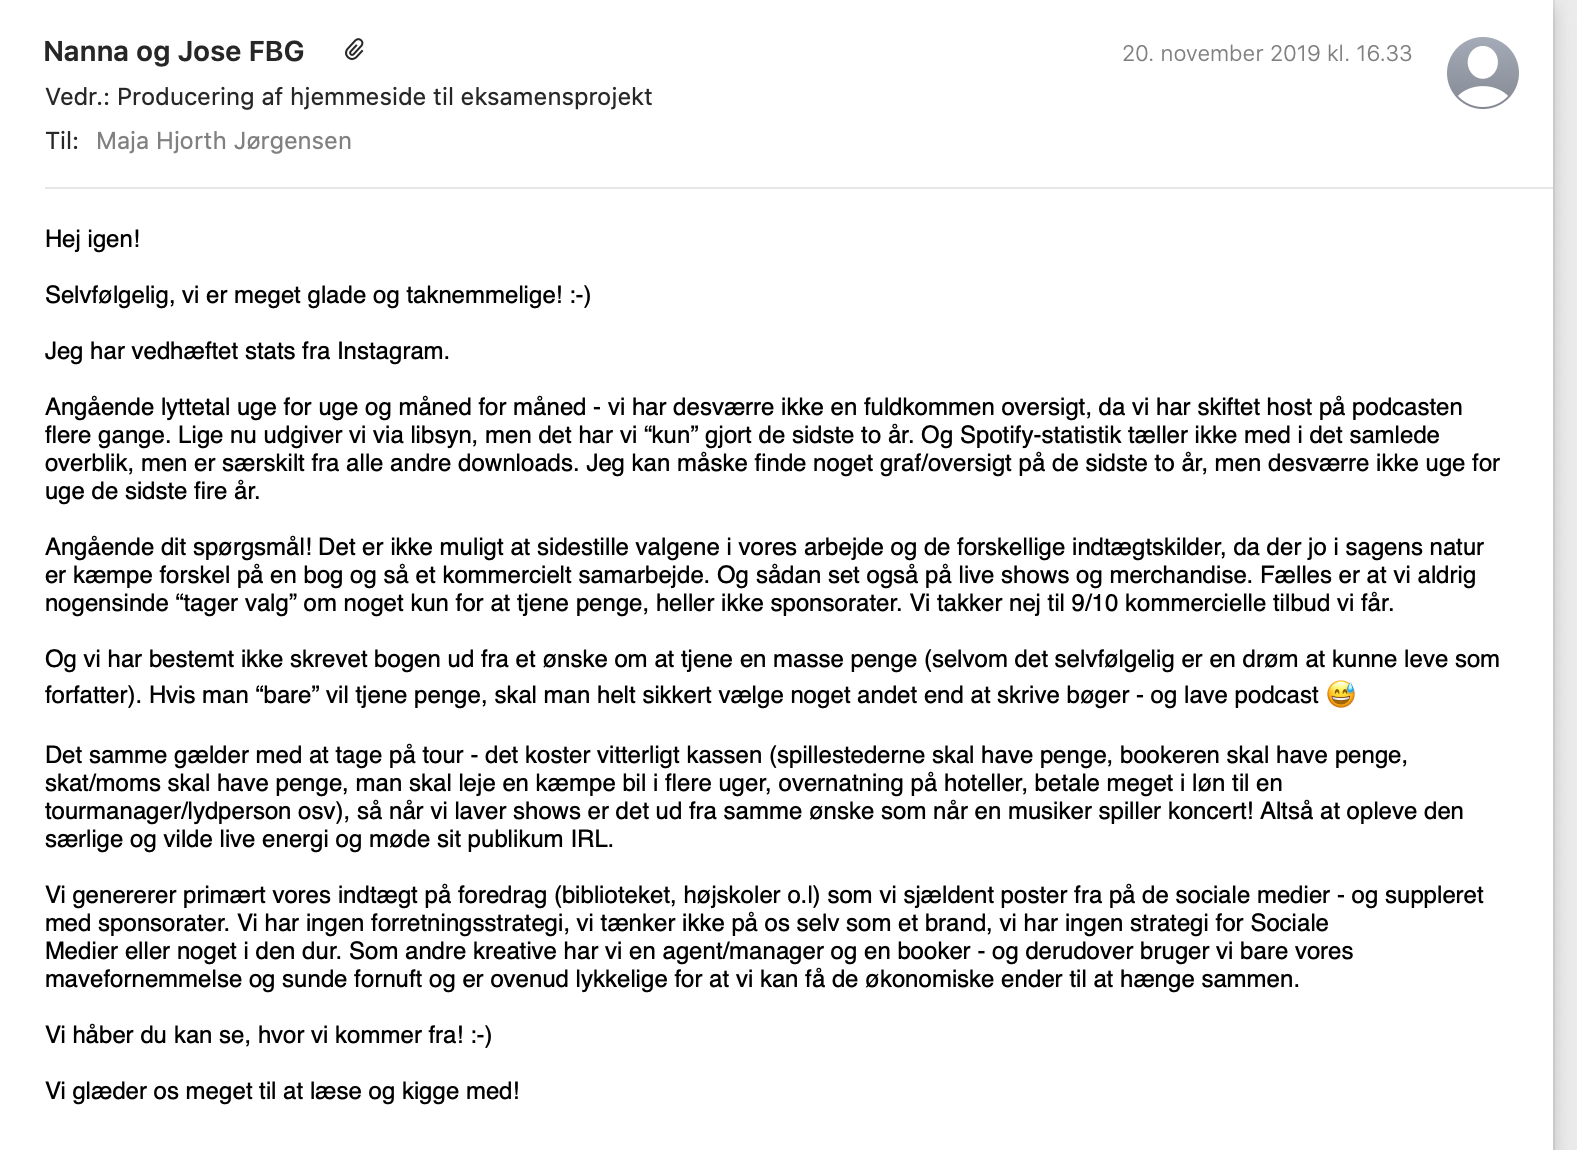 Nanna og Jose FBG
20. november 2019 kl. 16.33
Vedr.: Producering af hjemmeside til eksamensprojekt
Til: Maja Hjorth Jørgensen
Hej igen!
Selvfølgelig, vi er meget glade og taknemmelige! :-)
Jeg har vedhæftet stats fra Instagram.
Angående lyttetal uge for uge og måned for måned - vi har desværre ikke en fuldkommen oversigt, da vi har skiftet host på podcasten
flere gange. Lige nu udgiver vi via libsyn, men det har vi “kun” gjort de sidste to år. Og Spotify-statistik tæller ikke med i det samlede
overblik, men er særskilt fra alle andre downloads. Jeg kan måske finde noget graf/oversigt på de sidste to år, men desværre ikke uge for
uge de sidste fire år.
Angående dit spørgsmål! Det er ikke muligt at sidestille valgene i vores arbejde og de forskellige indtægtskilder, da der jo i sagens natur
er kæmpe forskel på en bog og så et kommercielt samarbejde. Og sådan set også på live shows og merchandise. Fælles er at vi aldrig
nogensinde “tager valg” om noget kun for at tjene penge, heller ikke sponsorater. Vi takker nej til 9/10 kommercielle tilbud vi får.
Og vi har bestemt ikke skrevet bogen ud fra et ønske om at tjene en masse penge (selvom det selvfølgelig er en drøm at kunne leve som
forfatter). Hvis man “bare” vil tjene penge, skal man helt sikkert vælge noget andet end at skrive bøger - og lave podcast 😅
Det samme gælder med at tage på tour - det koster vitterligt kassen (spillestederne skal have penge, bookeren skal have penge,
skat/moms skal have penge, man skal leje en kæmpe bil i flere uger, overnatning på hoteller, betale meget i løn til en
tourmanager/lydperson osv), så når vi laver shows er det ud fra samme ønske som når en musiker spiller koncert! Altså at opleve den
særlige og vilde live energi og møde sit publikum IRL.
Vi genererer primært vores indtægt på foredrag (biblioteket, højskoler o.l) som vi sjældent poster fra på de sociale medier - og suppleret
med sponsorater. Vi har ingen forretningsstrategi, vi tænker ikke på os selv som et brand, vi har ingen strategi for Sociale
Medier eller noget i den dur. Som andre kreative har vi en agent/manager og en booker - og derudover bruger vi bare vores
mavefornemmelse og sunde fornuft og er ovenud lykkelige for at vi kan få de økonomiske ender til at hænge sammen.
Vi håber du kan se, hvor vi kommer fra! :-)
Vi glæder os meget til at læse og kigge med!